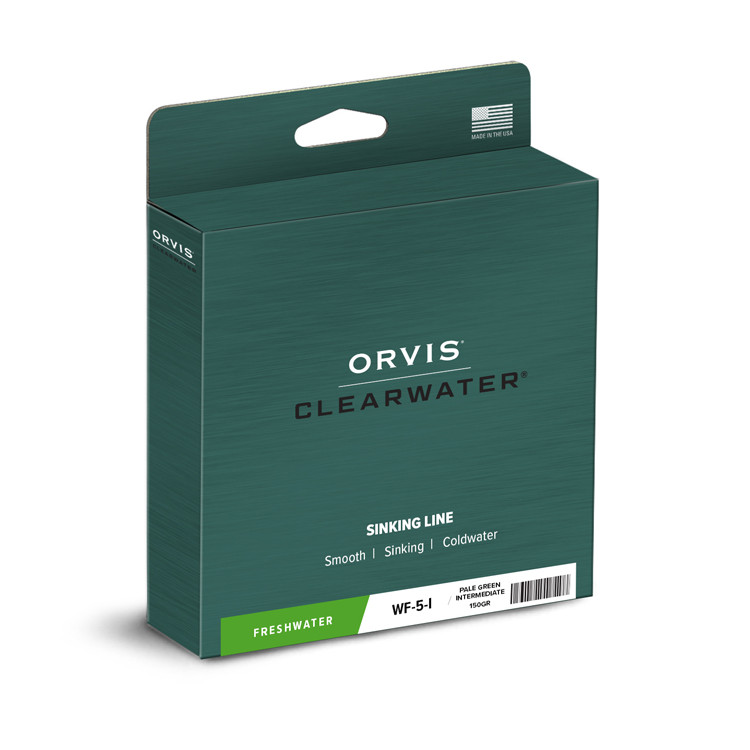 MADE IN THE USA
ORVIS
CLEARWATER
ORVIS®
CLEARWATER®
SINKING LINE
Smooth | Sinking | Coldwater
FRESHWATER
WF-5-I / PALE GREEN
INTERMEDIATE
150GR